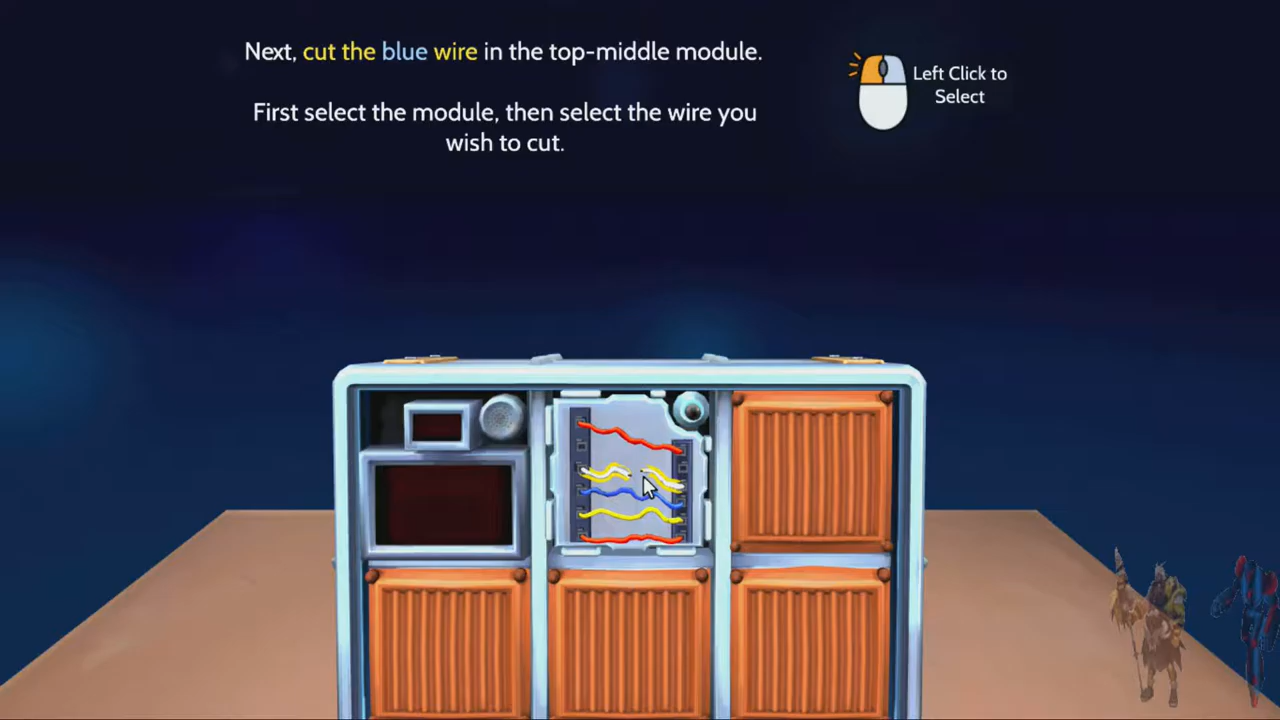 Next, cut the blue wire in the top-middle module.
First select the module, then select the wire you
wish to cut.
Left Click to
Select